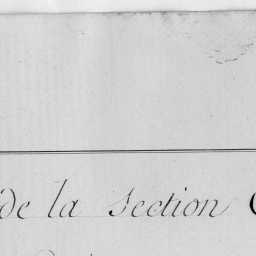 de la Section